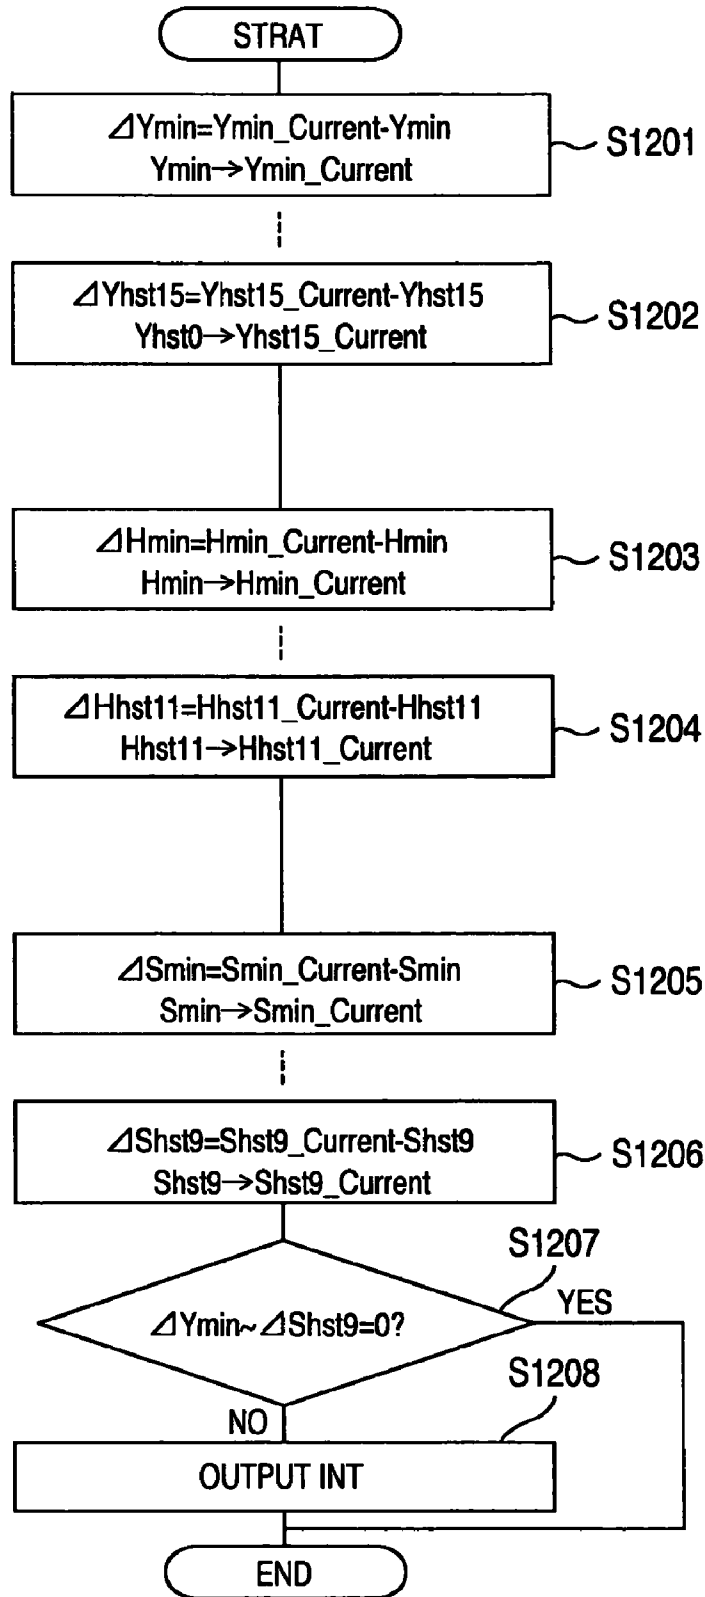 STRAT
⊿Ymin=Ymin_Current-Ymin
Ymin→Ymin_Current
S1201
⊿Yhst15=Yhst15_Current-Yhst15
Yhst0→Yhst15_Current
S1202
⊿Hmin=Hmin_Current-Hmin
Hmin→Hmin_Current
S1203
⊿Hhst11=Hhst11_Current-Hhst11
Hhst11→Hhst11_Current
S1204
⊿Smin=Smin_Current-Smin
Smin→Smin_Current
S1205
⊿Shst9=Shst9_Current-Shst9
Shst9→Shst9_Current
S1206
S1207
⊿Ymin~⊿Shst9=0?
YES
NO
S1208
OUTPUT INT
END